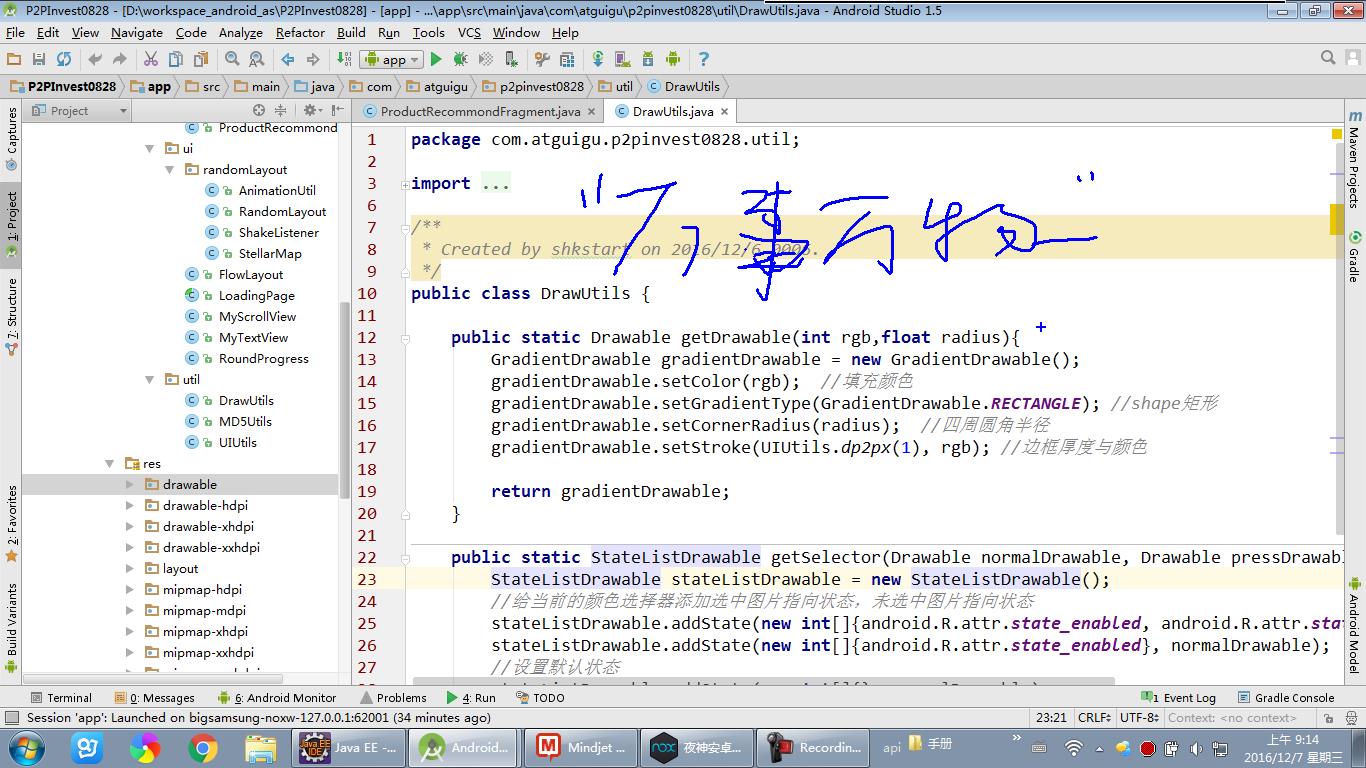 P2PInvest0828 - [D:\workspace_android_as\P2PInvest0828] - [app] - ...\app\src\main\java\com\atguigu\p2pinvest0828\util\DrawUtils.java - Android Studio 1.5
File Edit View Navigate Code Analyze Refactor Build Run Tools VCS Window Help
app
P2PInvest0828 app src main java com atguigu p2pinvest0828 util DrawUtils
Project
ProductRecommondFragment.java DrawUtils.java
Captures
1: Project
7: Structure
2: Favorites
Build Variants
ProductRecommond
ui
randomLayout
AnimationUtil
RandomLayout
ShakeListener
StellarMap
FlowLayout
LoadingPage
MyScrollView
MyTextView
RoundProgress
util
DrawUtils
MD5Utils
UIUtils
res
drawable
drawable-hdpi
drawable-xhdpi
drawable-xxhdpi
layout
mipmap-hdpi
mipmap-mdpi
mipmap-xhdpi
mipmap-xxhdpi
1 package com.atguigu.p2pinvest0828.util;
2
3 import ...
6
7 /**
8 * Created by shkstart on 2016/12/6 0006.
9 */
10 public class DrawUtils {
11
12 public static Drawable getDrawable(int rgb,float radius){
13 GradientDrawable gradientDrawable = new GradientDrawable();
14 gradientDrawable.setColor(rgb); //填充颜色
15 gradientDrawable.setGradientType(GradientDrawable.RECTANGLE); //shape矩形
16 gradientDrawable.setCornerRadius(radius); //四周圆角半径
17 gradientDrawable.setStroke(UIUtils.dp2px(1), rgb); //边框厚度与颜色
18
19 return gradientDrawable;
20 }
21
22 public static StateListDrawable getSelector(Drawable normalDrawable, Drawable pressDrawabl
23 StateListDrawable stateListDrawable = new StateListDrawable();
24 //给当前的颜色选择器添加选中图片指向状态，未选中图片指向状态
25 stateListDrawable.addState(new int[]{android.R.attr.state_enabled, android.R.attr.sta
26 stateListDrawable.addState(new int[]{android.R.attr.state_enabled}, normalDrawable);
27 //设置默认状态
"万事万物"
Maven Projects
Gradle
Android Model
Terminal 0: Messages 6: Android Monitor Problems 4: Run TODO 1 Event Log Gradle Console
Session 'app': Launched on bigsamsung-noxw-127.0.0.1:62001 (34 minutes ago) 23:21 CRLF UTF-8 Context: <no context>
Java EE -... Android... Mindjet ... 夜神安卓... Recordin... api 手册 上午 9:14
2016/12/7 星期三